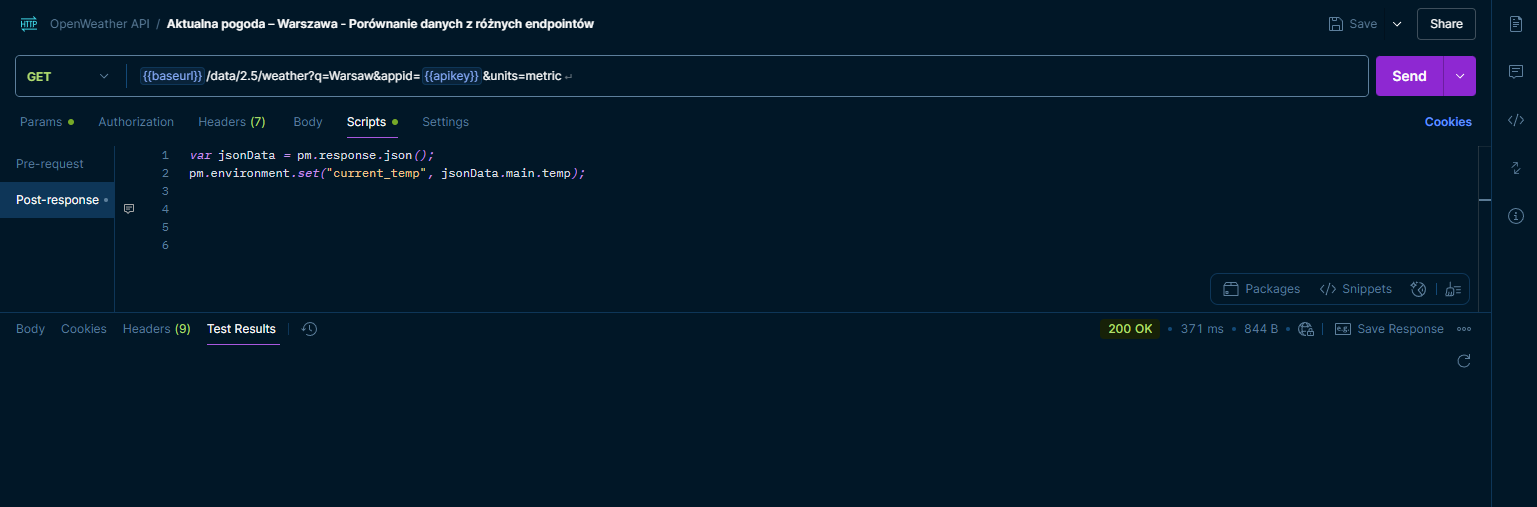 HTTP OpenWeather API / Aktualna pogoda – Warszawa - Porównanie danych z różnych endpointów Save Share
GET {{baseurl}}/data/2.5/weather?q=Warsaw&appid={{apikey}}&units=metric Send
Params Authorization Headers (7) Body Scripts Settings Cookies
Pre-request
Post-response
1 var jsonData = pm.response.json();
2 pm.environment.set("current_temp", jsonData.main.temp);
3
4
5
6
Packages </> Snippets
Body Cookies Headers (9) Test Results 200 OK • 371 ms • 844 B • e.g. Save Response